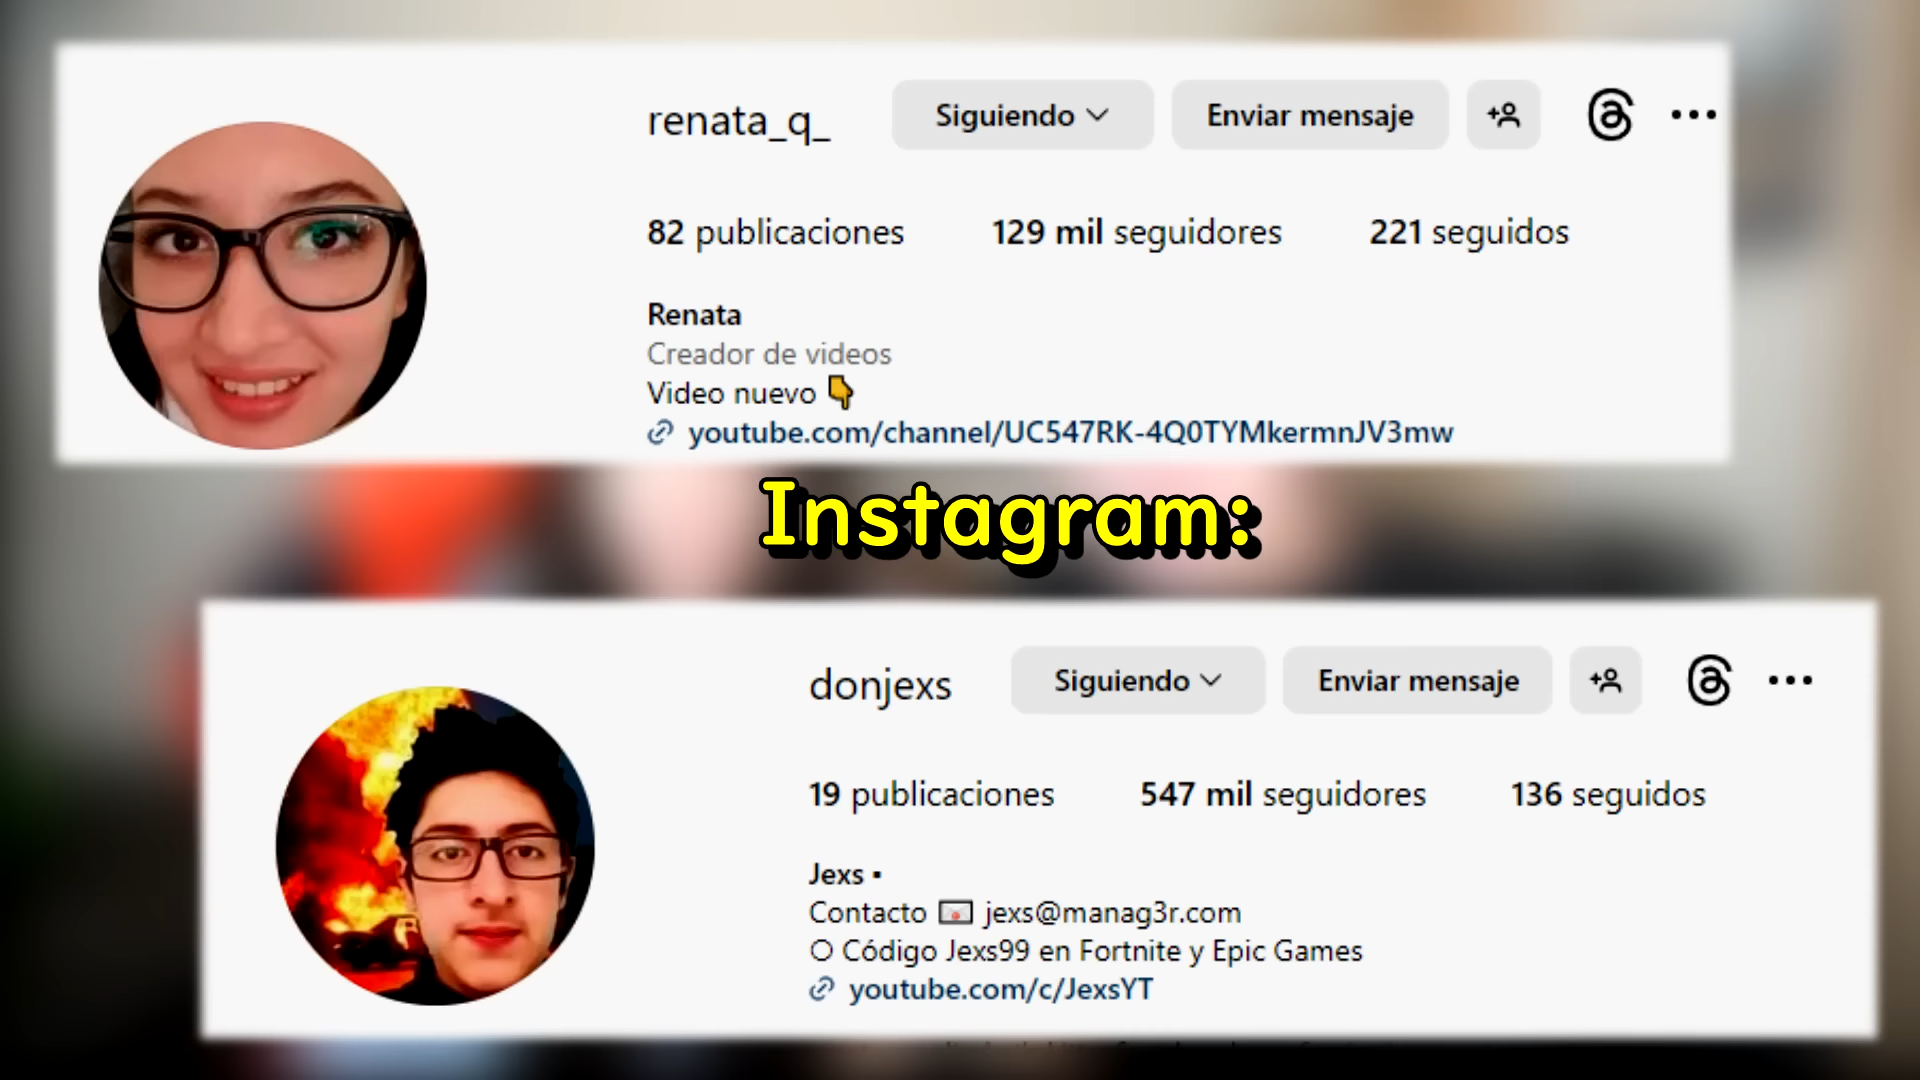 renata_q_ Siguiendo Enviar mensaje
82 publicaciones 129 mil seguidores 221 seguidos
Renata
Creador de videos
Video nuevo 👇
youtube.com/channel/UC547RK-4Q0TYMkermnJV3mw
Instagram:
donjexs Siguiendo Enviar mensaje
19 publicaciones 547 mil seguidores 136 seguidos
Jexs ▪
Contacto 📧 jexs@manag3r.com
○ Código Jexs99 en Fortnite y Epic Games
youtube.com/c/JexsYT